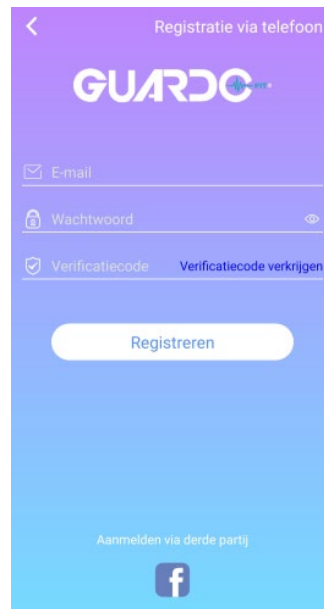 Registratie via telefoon
GUARDO
E-mail
Wachtwoord
Verificatiecode Verificatiecode verkrijgen
Registreren
Aanmelden via derde partij
f